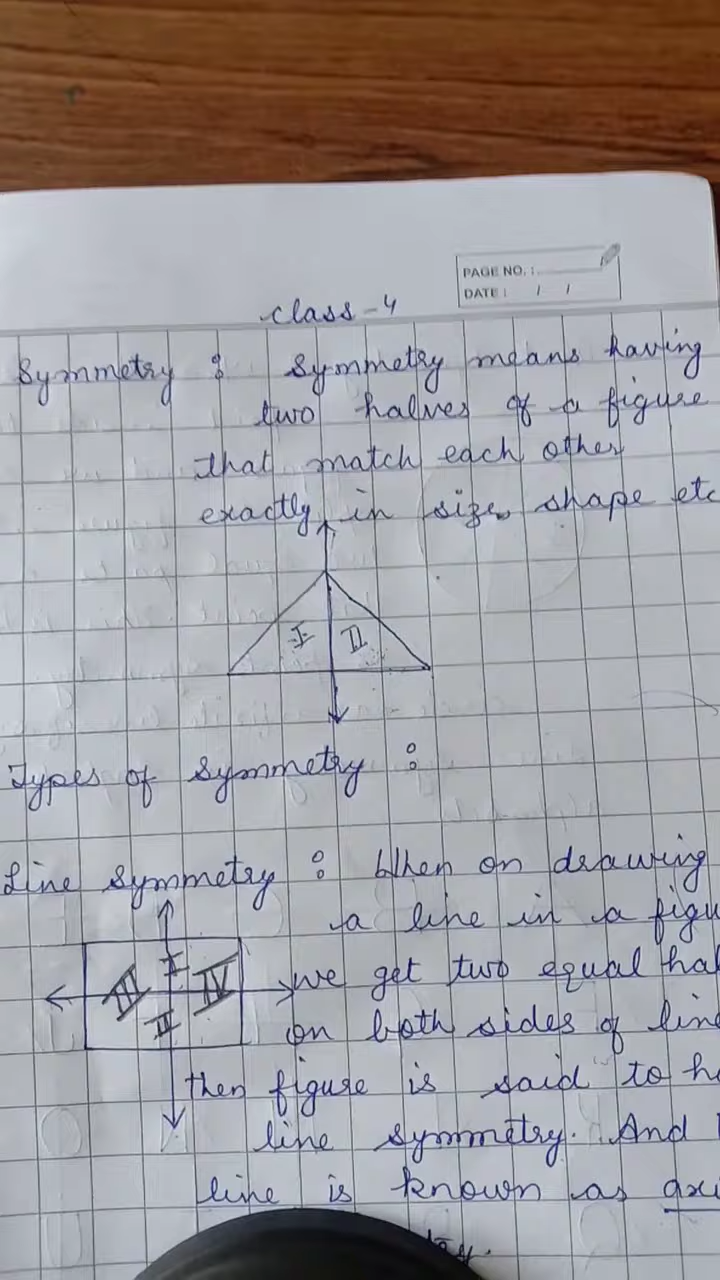 PAGE NO. :
DATE : / /
class-4
Symmetry : Symmetry means having
two halves of a figure
that match each other
exactly in size, shape etc
I II
Types of Symmetry :
Line Symmetry : When on drawing
a line in a figu
we get two equal hal
on both sides of line
then figure is said to h
line symmetry. And
line is known as axi
III I IV
II